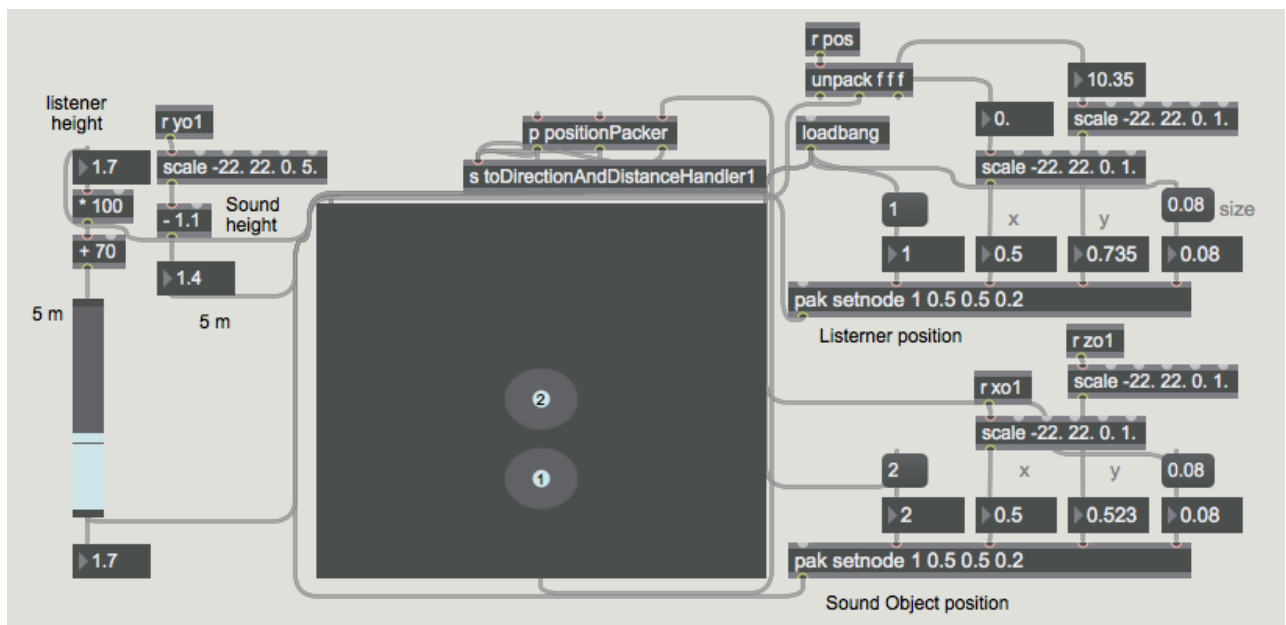 r pos
unpack f f f
10.35
listener
height
r yo1
0.
scale -22. 22. 0. 1.
p positionPacker
loadbang
1.7
scale -22. 22. 0. 5.
scale -22. 22. 0. 1.
s toDirectionAndDistanceHandler1
* 100
Sound
height
- 1.1
1
0.08
size
x
y
+ 70
1
0.5
0.735
0.08
1.4
5 m
5 m
pak setnode 1 0.5 0.5 0.2
Listerner position
r zo1
r xo1
scale -22. 22. 0. 1.
2
scale -22. 22. 0. 1.
2
x
y
0.08
1
2
0.5
0.523
0.08
1.7
pak setnode 1 0.5 0.5 0.2
Sound Object position